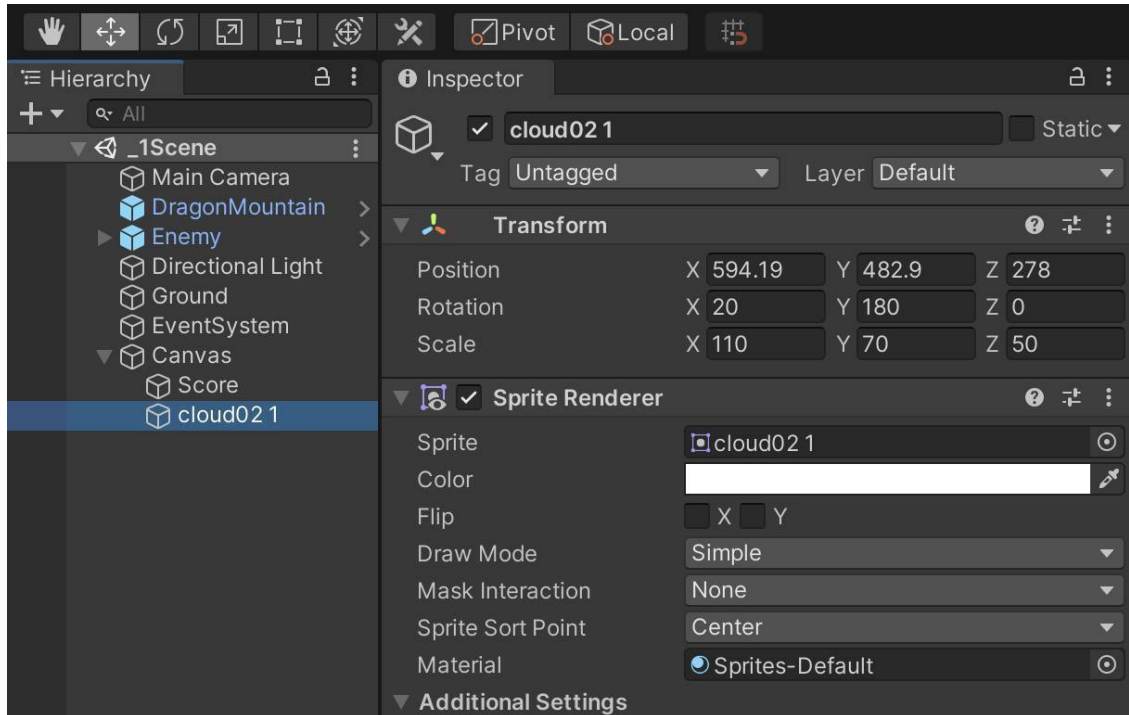 Pivot Local
Hierarchy
All
_1Scene
Main Camera
DragonMountain
Enemy
Directional Light
Ground
EventSystem
Canvas
Score
cloud02 1
Inspector
cloud02 1 Static
Tag Untagged Layer Default
Transform
Position X 594.19 Y 482.9 Z 278
Rotation X 20 Y 180 Z 0
Scale X 110 Y 70 Z 50
Sprite Renderer
Sprite cloud02 1
Color
Flip X Y
Draw Mode Simple
Mask Interaction None
Sprite Sort Point Center
Material Sprites-Default
Additional Settings